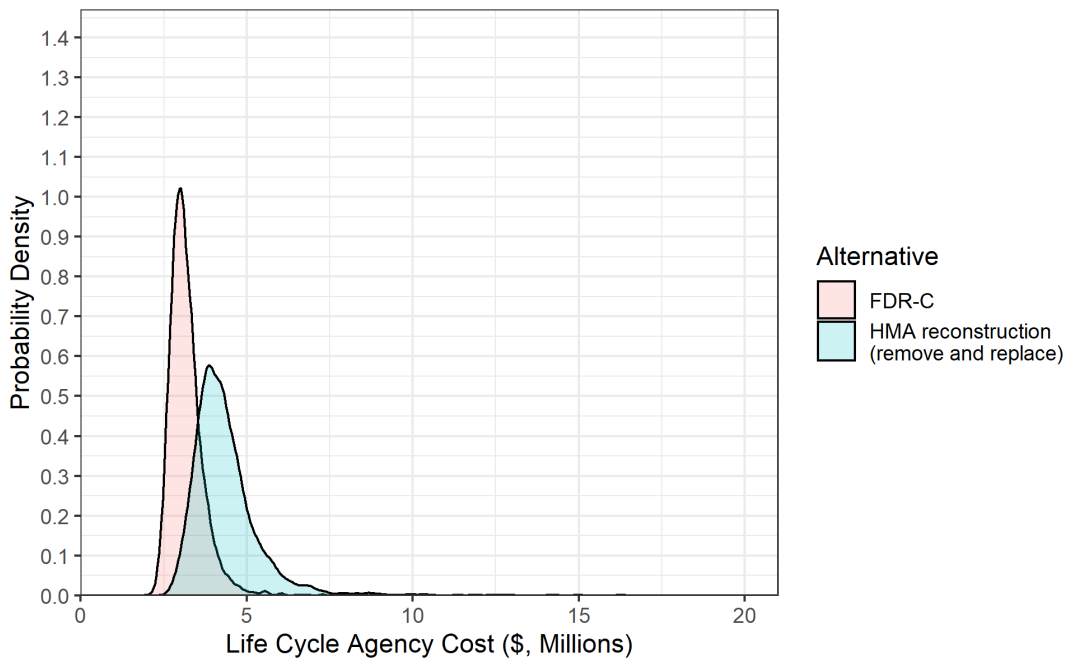 1.4
1.3
1.2
1.1
1.0
0.9
0.8
0.7
0.6
0.5
0.4
0.3
0.2
0.1
0.0
Probability Density
0 5 10 15 20
Life Cycle Agency Cost ($, Millions)
Alternative
FDR-C
HMA reconstruction
(remove and replace)